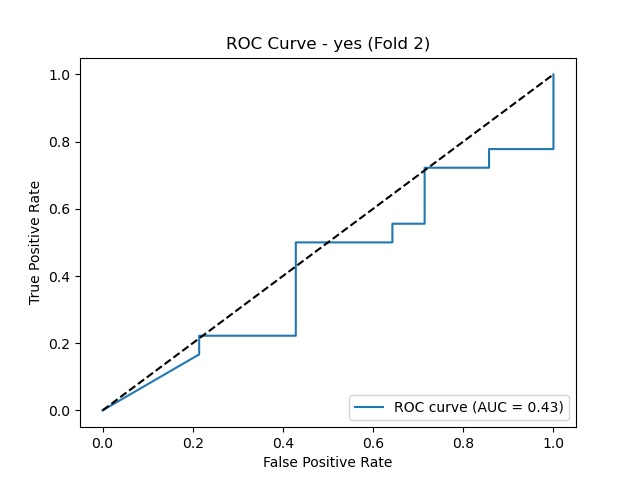 ROC Curve - yes (Fold 2)
True Positive Rate
1.0
0.8
0.6
0.4
0.2
0.0
ROC curve (AUC = 0.43)
0.0 0.2 0.4 0.6 0.8 1.0
False Positive Rate